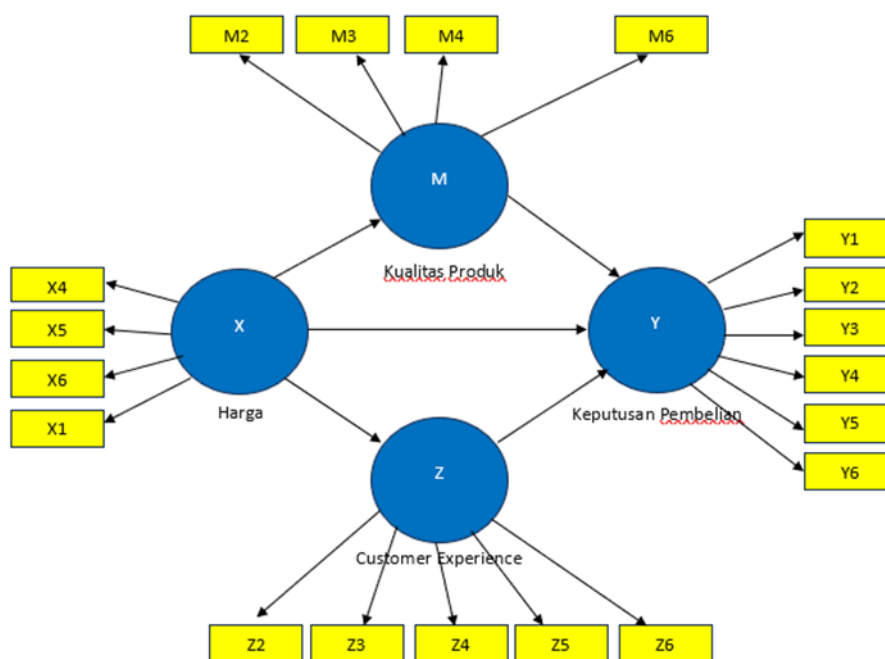 M2
M3
M4
M6
M
Kualitas Produk
X4
X5
X6
X1
X
Harga
Y
Keputusan Pembelian
Y1
Y2
Y3
Y4
Y5
Y6
Z
Customer Experience
Z2
Z3
Z4
Z5
Z6